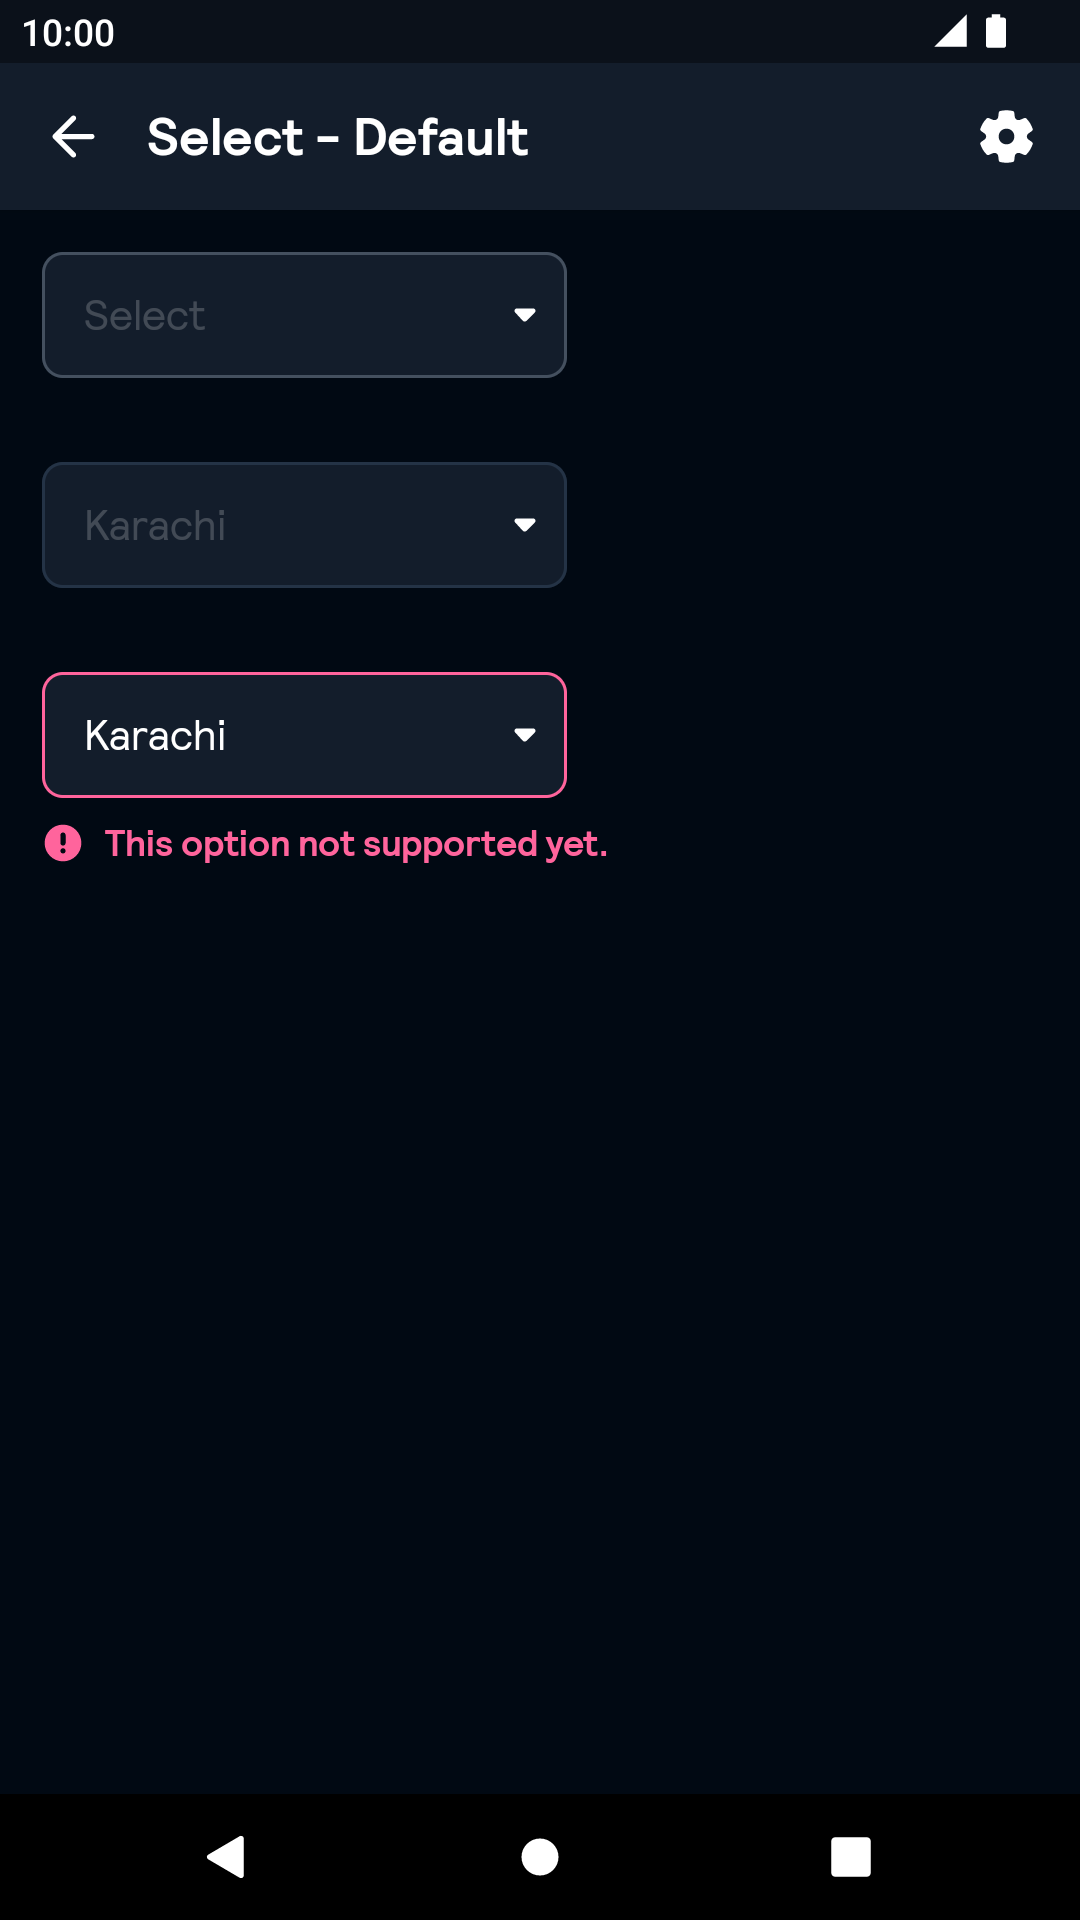 10:00
Select - Default
Select
Karachi
Karachi
This option not supported yet.